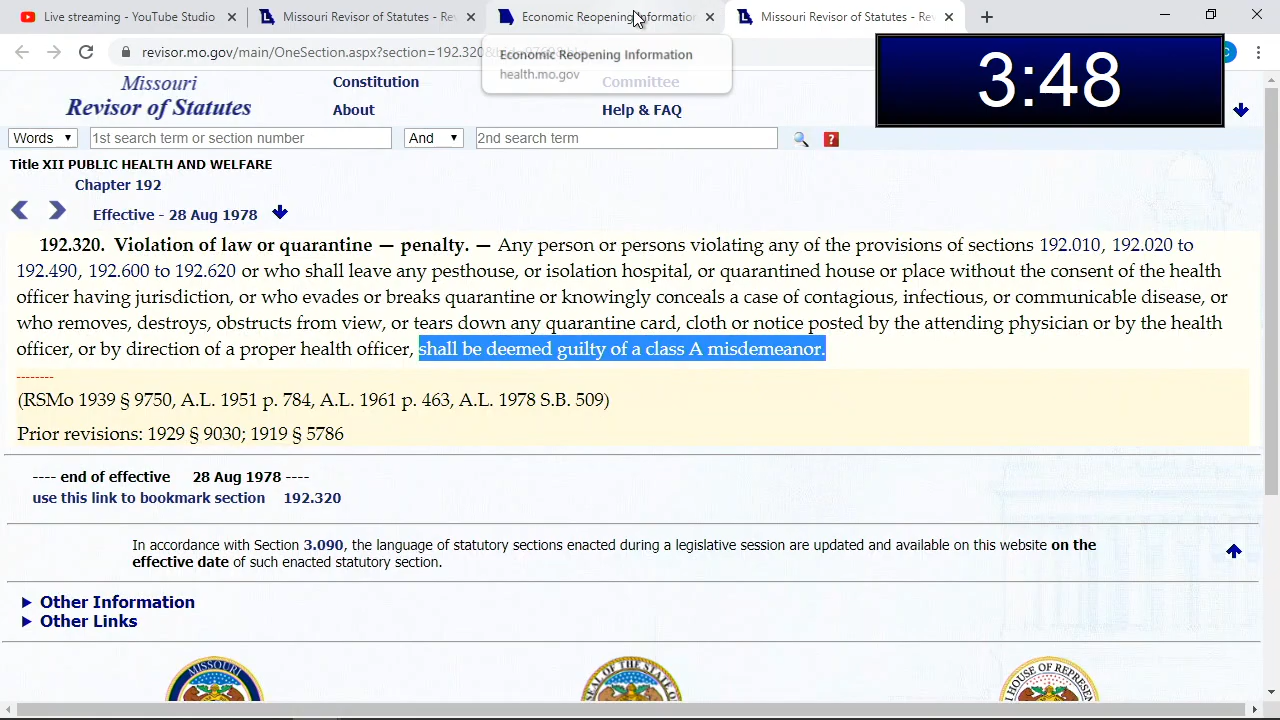 Live streaming - YouTube Studio
Missouri Revisor of Statutes - Re
Economic Reopening Information
Missouri Revisor of Statutes - Re
revisor.mo.gov/main/OneSection.aspx?section=192.320
Economic Reopening Information
health.mo.gov
3:48
Missouri
Revisor of Statutes
Constitution
Committee
About
Help & FAQ
Words
1st search term or section number
And
2nd search term
?
Title XII PUBLIC HEALTH AND WELFARE
Chapter 192
Effective - 28 Aug 1978
192.320. Violation of law or quarantine — penalty. — Any person or persons violating any of the provisions of sections 192.010, 192.020 to
192.490, 192.600 to 192.620 or who shall leave any pesthouse, or isolation hospital, or quarantined house or place without the consent of the health
officer having jurisdiction, or who evades or breaks quarantine or knowingly conceals a case of contagious, infectious, or communicable disease, or
who removes, destroys, obstructs from view, or tears down any quarantine card, cloth or notice posted by the attending physician or by the health
officer, or by direction of a proper health officer, shall be deemed guilty of a class A misdemeanor.
--------
(RSMo 1939 § 9750, A.L. 1951 p. 784, A.L. 1961 p. 463, A.L. 1978 S.B. 509)
Prior revisions: 1929 § 9030; 1919 § 5786
---- end of effective 28 Aug 1978 ----
use this link to bookmark section 192.320
In accordance with Section 3.090, the language of statutory sections enacted during a legislative session are updated and available on this website on the
effective date of such enacted statutory section.
Other Information
Other Links
MISSOURI
SEAL OF THE STATE
HOUSE OF REPRESEN